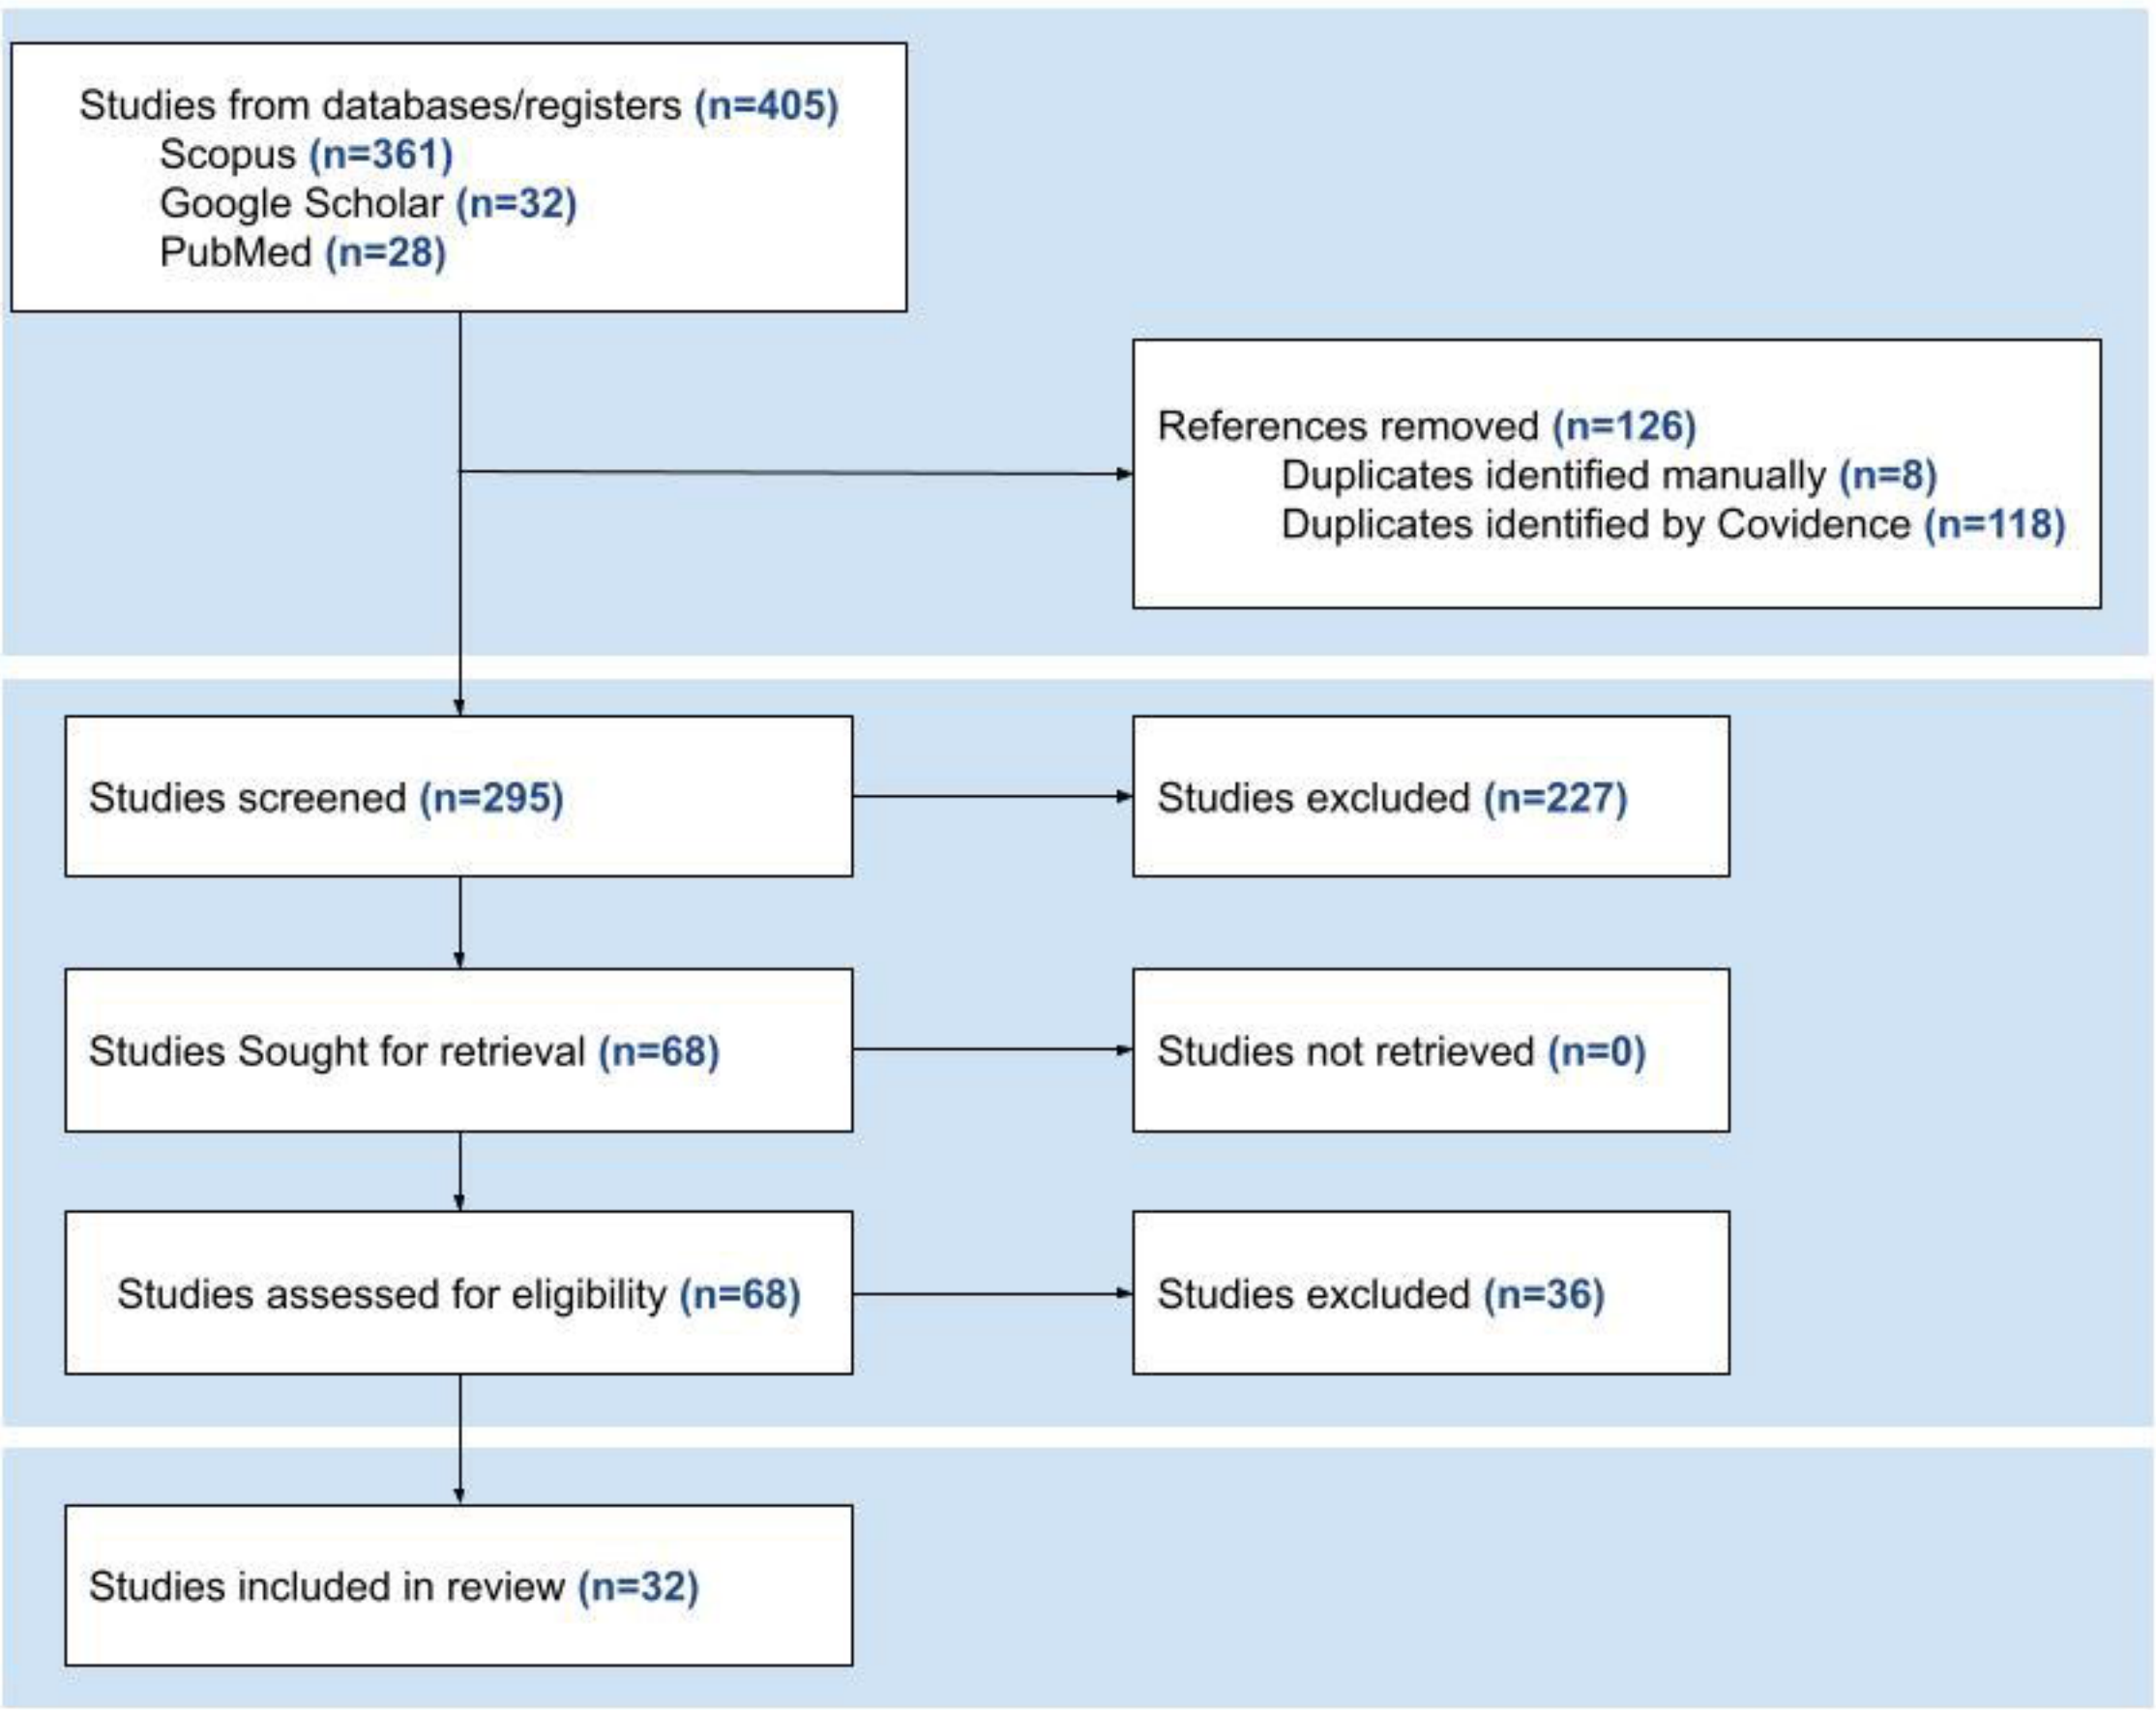 Studies from databases/registers (n=405)
Scopus (n=361)
Google Scholar (n=32)
PubMed (n=28)
References removed (n=126)
Duplicates identified manually (n=8)
Duplicates identified by Covidence (n=118)
Studies screened (n=295)
Studies excluded (n=227)
Studies Sought for retrieval (n=68)
Studies not retrieved (n=0)
Studies assessed for eligibility (n=68)
Studies excluded (n=36)
Studies included in review (n=32)